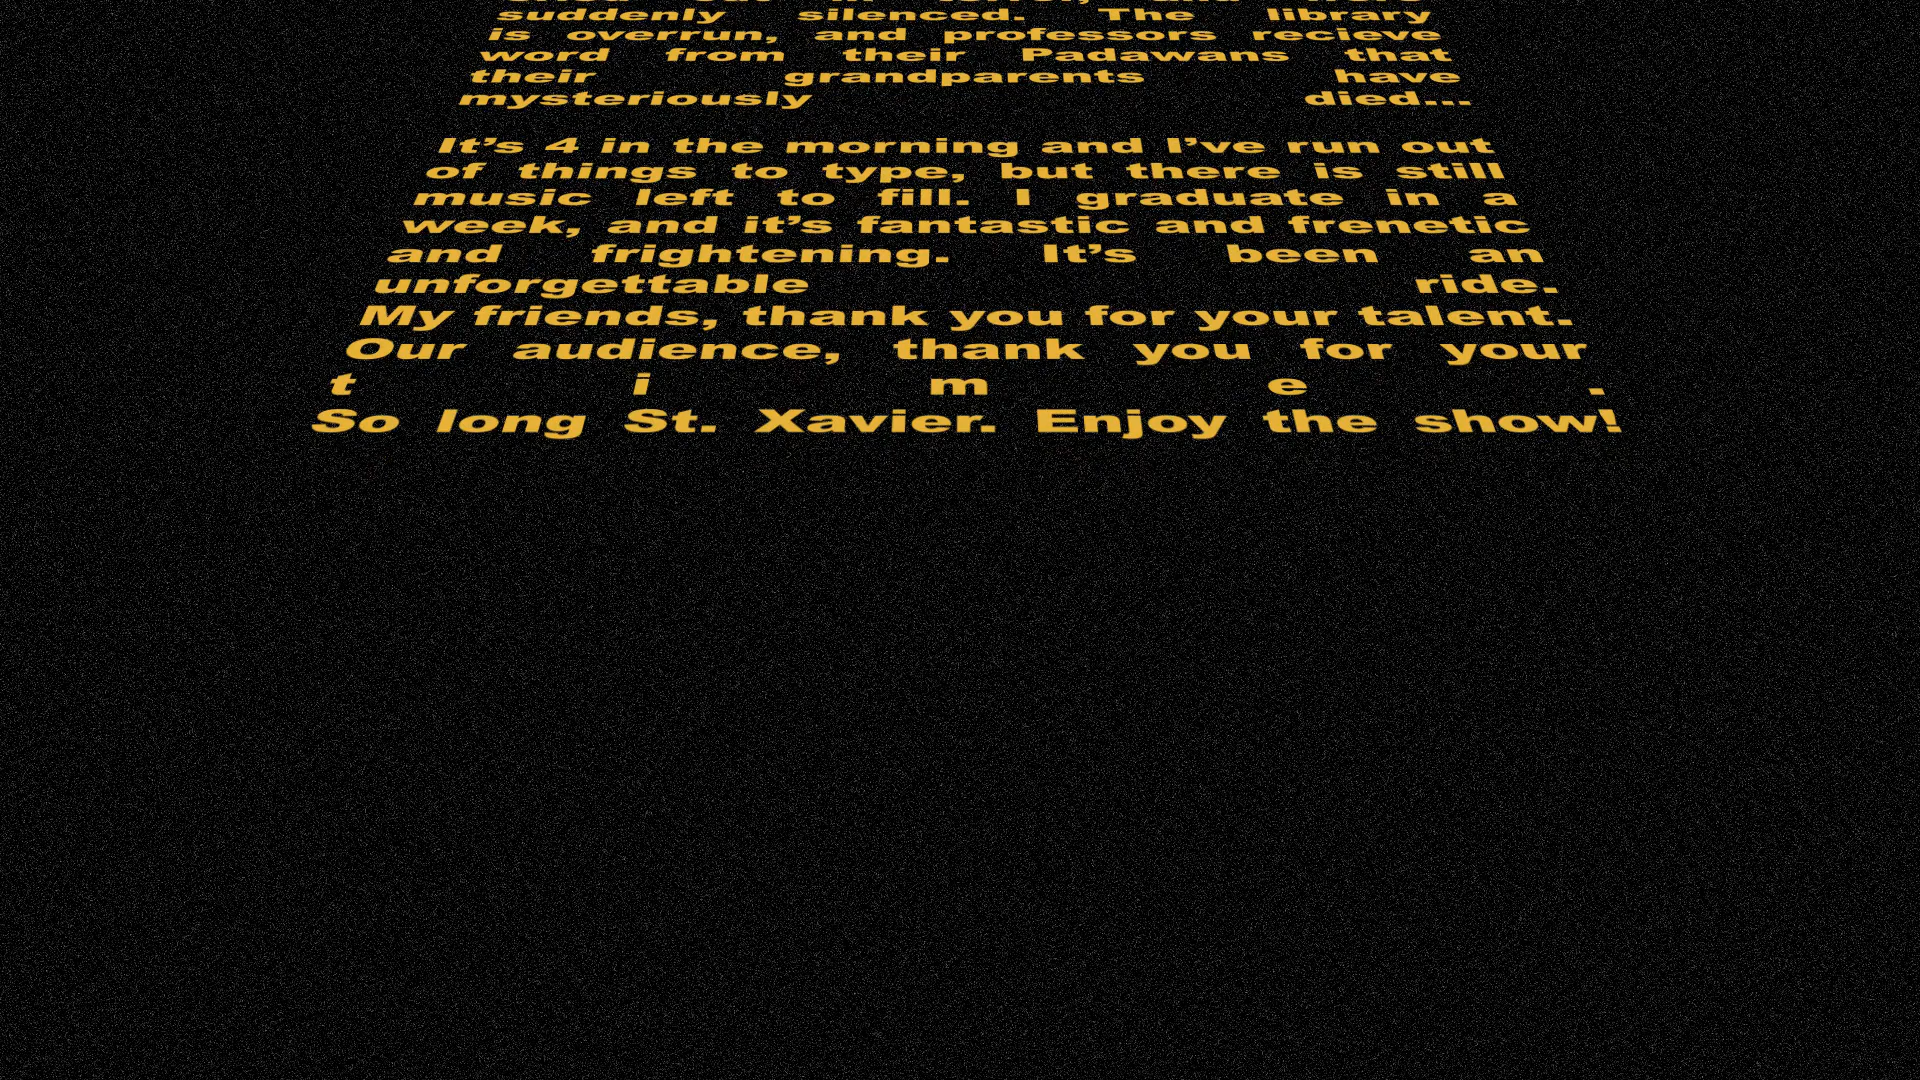 suddenly silenced. The library
is overrun, and professors recieve
word from their Padawans that
their grandparents have
mysteriously died...
It’s 4 in the morning and I’ve run out
of things to type, but there is still
music left to fill. I graduate in a
week, and it’s fantastic and frenetic
and frightening. It’s been an
unforgettable ride.
My friends, thank you for your talent.
Our audience, thank you for your
t i m e .
So long St. Xavier. Enjoy the show!